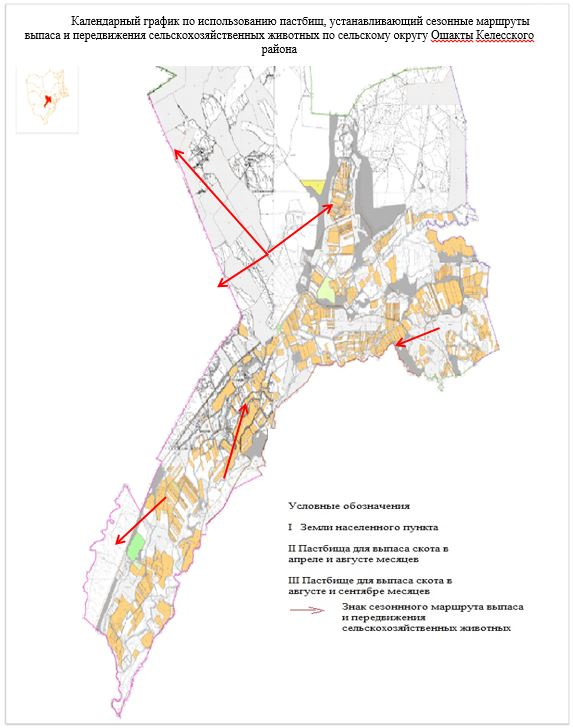 Календарный график по использованию пастбищ, устанавливающий сезонные маршруты
выпаса и передвижения сельскохозяйственных животных по сельскому округу Ошакты Келесского
района
Условные обозначения
I Земли населенного пункта
II Пастбища для выпаса скота в
апреле и августе месяцев
III Пастбище для выпаса скота в
августе и сентябре месяцев
Знак сезоннного маршрута выпаса
и передвижения
сельскохозяйственных животных